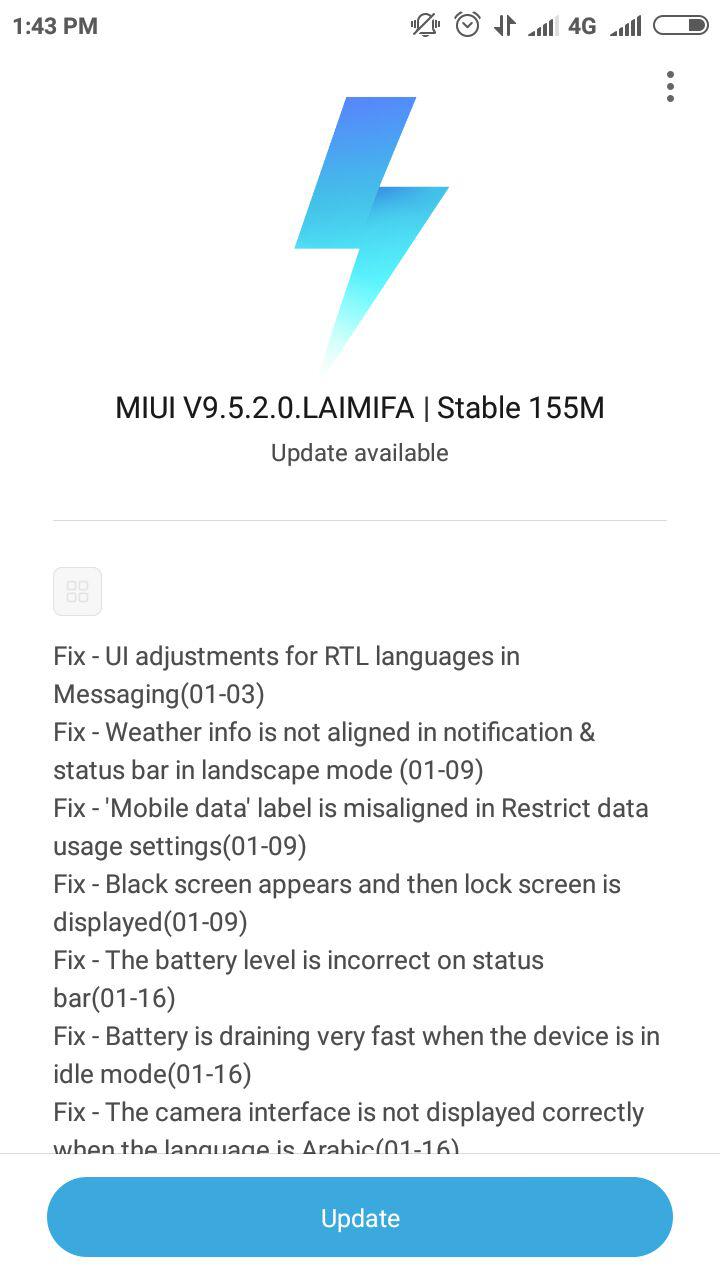 1:43 PM
4G
MIUI V9.5.2.0.LAIMIFA | Stable 155M
Update available
Fix - UI adjustments for RTL languages in
Messaging(01-03)
Fix - Weather info is not aligned in notification &
status bar in landscape mode (01-09)
Fix - 'Mobile data' label is misaligned in Restrict data
usage settings(01-09)
Fix - Black screen appears and then lock screen is
displayed(01-09)
Fix - The battery level is incorrect on status
bar(01-16)
Fix - Battery is draining very fast when the device is in
idle mode(01-16)
Fix - The camera interface is not displayed correctly
when the language is Arabic(01-16)
Update